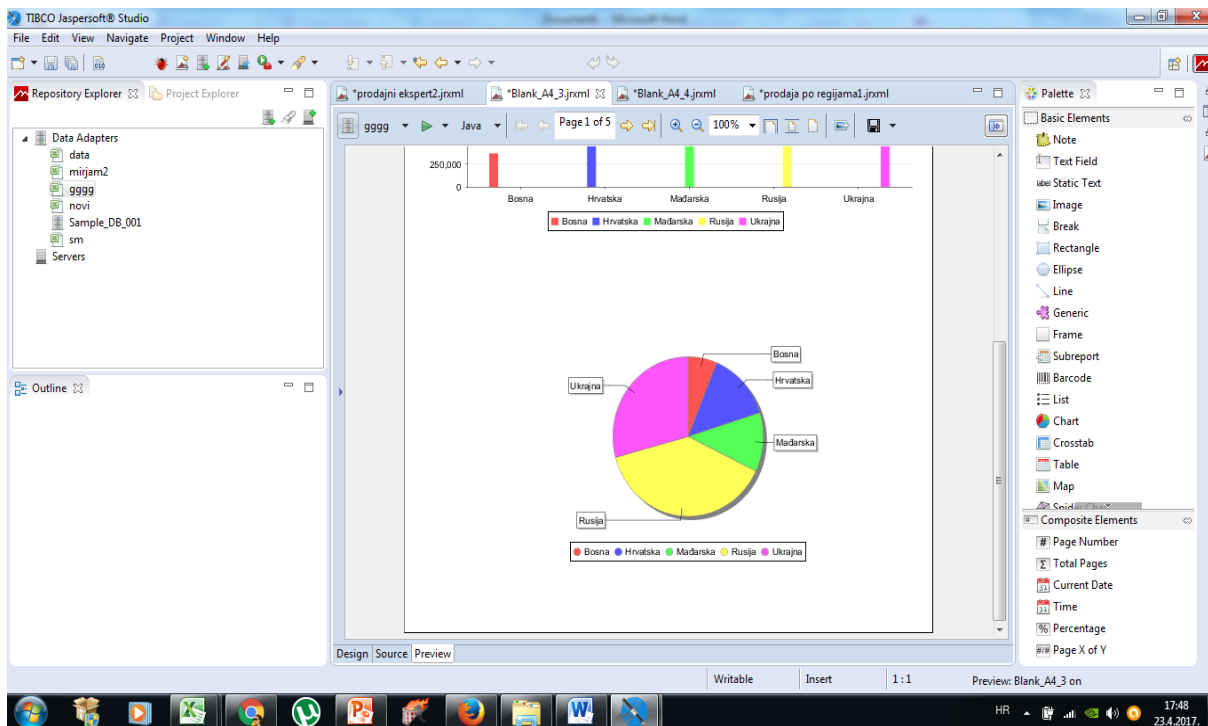 TIBCO Jaspersoft® Studio
File Edit View Navigate Project Window Help
Repository Explorer Project Explorer
Data Adapters
data
mirjam2
gggg
novi
Sample_DB_001
sm
Servers
Outline
*prodajni ekspert2.jrxml *Blank_A4_3.jrxml *Blank_A4_4.jrxml *prodaja po regijama1.jrxml
gggg Java Page 1 of 5 100%
250,000
0
Bosna Hrvatska Mađarska Rusija Ukrajna
Bosna Hrvatska Mađarska Rusija Ukrajna
Bosna
Ukrajna
Hrvatska
Mađarska
Rusija
Bosna Hrvatska Mađarska Rusija Ukrajna
Design Source Preview
Palette
Basic Elements
Note
Text Field
label Static Text
Image
Break
Rectangle
Ellipse
Line
Generic
Frame
Subreport
Barcode
List
Chart
Crosstab
Table
Map
Composite Elements
# Page Number
Σ Total Pages
Current Date
Time
% Percentage
#/# Page X of Y
Writable Insert 1 : 1 Preview: Blank_A4_3 on
HR 17:48
23.4.2017.